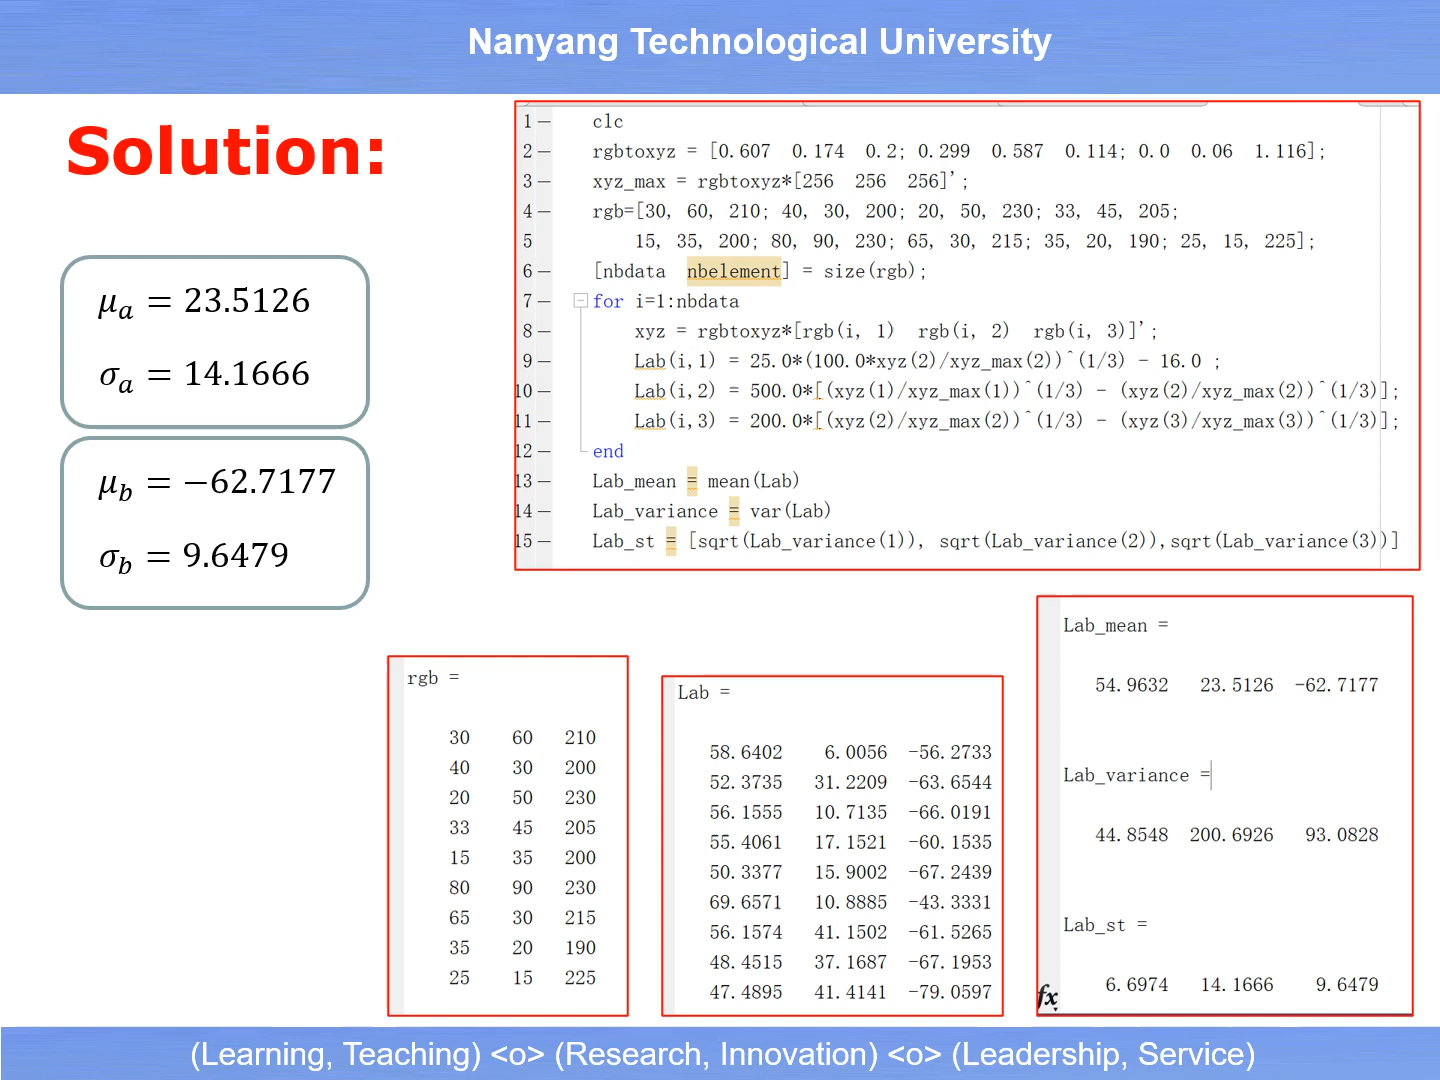 Nanyang Technological University
Solution:
μa = 23.5126
σa = 14.1666
μb = −62.7177
σb = 9.6479
1 — clc
2 — rgbtoxyz = [0.607 0.174 0.2; 0.299 0.587 0.114; 0.0 0.06 1.116];
3 — xyz_max = rgbtoxyz*[256 256 256]';
4 — rgb=[30, 60, 210; 40, 30, 200; 20, 50, 230; 33, 45, 205;
5 15, 35, 200; 80, 90, 230; 65, 30, 215; 35, 20, 190; 25, 15, 225];
6 — [nbdata nbelement] = size(rgb);
7 — for i=1:nbdata
8 — xyz = rgbtoxyz*[rgb(i, 1) rgb(i, 2) rgb(i, 3)]';
9 — Lab(i,1) = 25.0*(100.0*xyz(2)/xyz_max(2))^(1/3) - 16.0 ;
10 — Lab(i,2) = 500.0*[(xyz(1)/xyz_max(1))^(1/3) - (xyz(2)/xyz_max(2))^(1/3)];
11 — Lab(i,3) = 200.0*[(xyz(2)/xyz_max(2))^(1/3) - (xyz(3)/xyz_max(3))^(1/3)];
12 — end
13 — Lab_mean = mean(Lab)
14 — Lab_variance = var(Lab)
15 — Lab_st = [sqrt(Lab_variance(1)), sqrt(Lab_variance(2)),sqrt(Lab_variance(3))]
rgb =
30 60 210
40 30 200
20 50 230
33 45 205
15 35 200
80 90 230
65 30 215
35 20 190
25 15 225
Lab =
58.6402 6.0056 -56.2733
52.3735 31.2209 -63.6544
56.1555 10.7135 -66.0191
55.4061 17.1521 -60.1535
50.3377 15.9002 -67.2439
69.6571 10.8885 -43.3331
56.1574 41.1502 -61.5265
48.4515 37.1687 -67.1953
47.4895 41.4141 -79.0597
Lab_mean =
54.9632 23.5126 -62.7177
Lab_variance =
44.8548 200.6926 93.0828
Lab_st =
6.6974 14.1666 9.6479
fx
(Learning, Teaching) <o> (Research, Innovation) <o> (Leadership, Service)